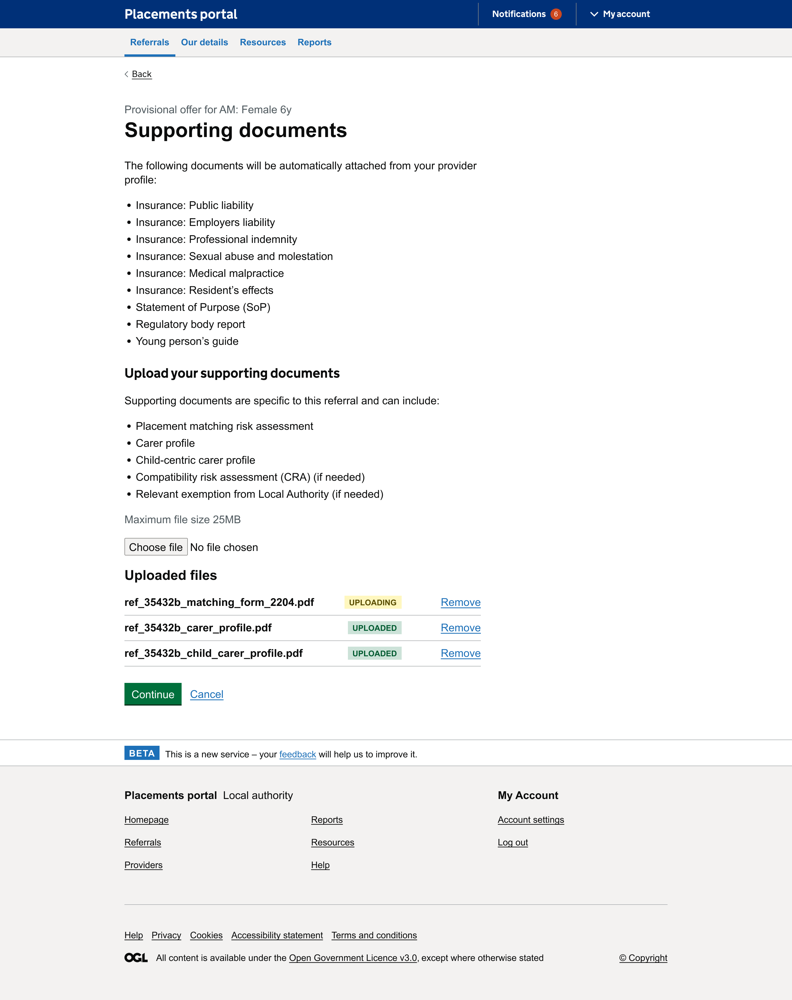 Placements portal
Notifications 6
My account
Referrals Our details Resources Reports
Back
Provisional offer for AM: Female 6y
Supporting documents
The following documents will be automatically attached from your provider
profile:
• Insurance: Public liability
• Insurance: Employers liability
• Insurance: Professional indemnity
• Insurance: Sexual abuse and molestation
• Insurance: Medical malpractice
• Insurance: Resident’s effects
• Statement of Purpose (SoP)
• Regulatory body report
• Young person’s guide
Upload your supporting documents
Supporting documents are specific to this referral and can include:
• Placement matching risk assessment
• Carer profile
• Child-centric carer profile
• Compatibility risk assessment (CRA) (if needed)
• Relevant exemption from Local Authority (if needed)
Maximum file size 25MB
Choose file No file chosen
Uploaded files
ref_35432b_matching_form_2204.pdf UPLOADING Remove
ref_35432b_carer_profile.pdf UPLOADED Remove
ref_35432b_child_carer_profile.pdf UPLOADED Remove
Continue Cancel
BETA This is a new service – your feedback will help us to improve it.
Placements portal Local authority
Homepage
Referrals
Providers
Reports
Resources
Help
My Account
Account settings
Log out
Help Privacy Cookies Accessibility statement Terms and conditions
OGL All content is available under the Open Government Licence v3.0, except where otherwise stated
© Copyright